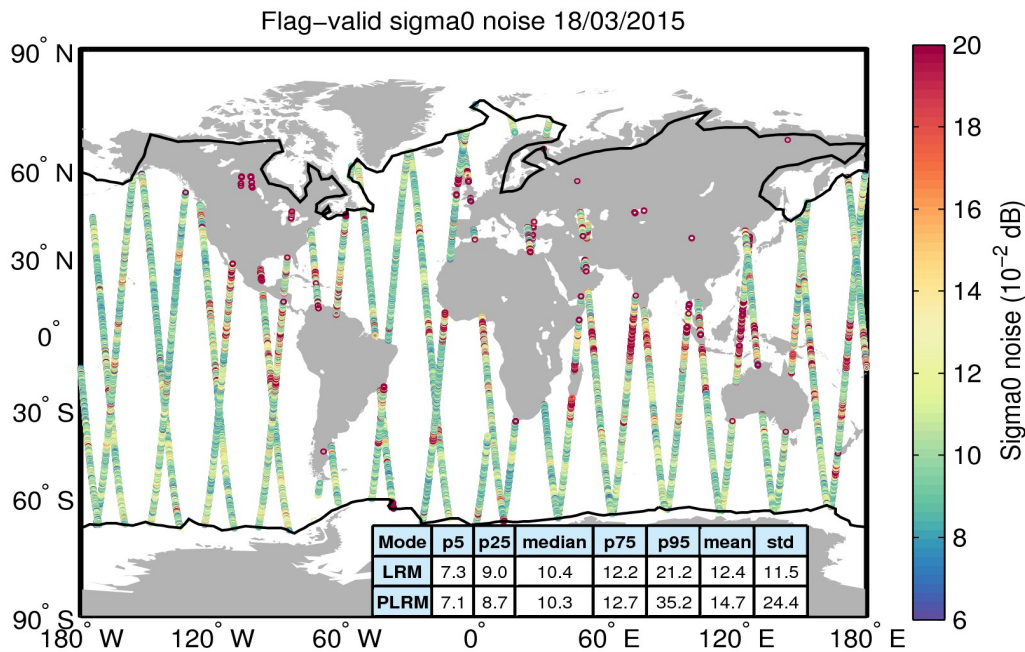 Flag−valid sigma0 noise 18/03/2015
90° N
60° N
30° N
0°
30° S
60° S
90° S
180° W
120° W
60° W
0°
60° E
120° E
180° E
20
18
16
14
12
10
8
6
Sigma0 noise (10⁻² dB)
Mode p5 p25 median p75 p95 mean std
LRM 7.3 9.0 10.4 12.2 21.2 12.4 11.5
PLRM 7.1 8.7 10.3 12.7 35.2 14.7 24.4